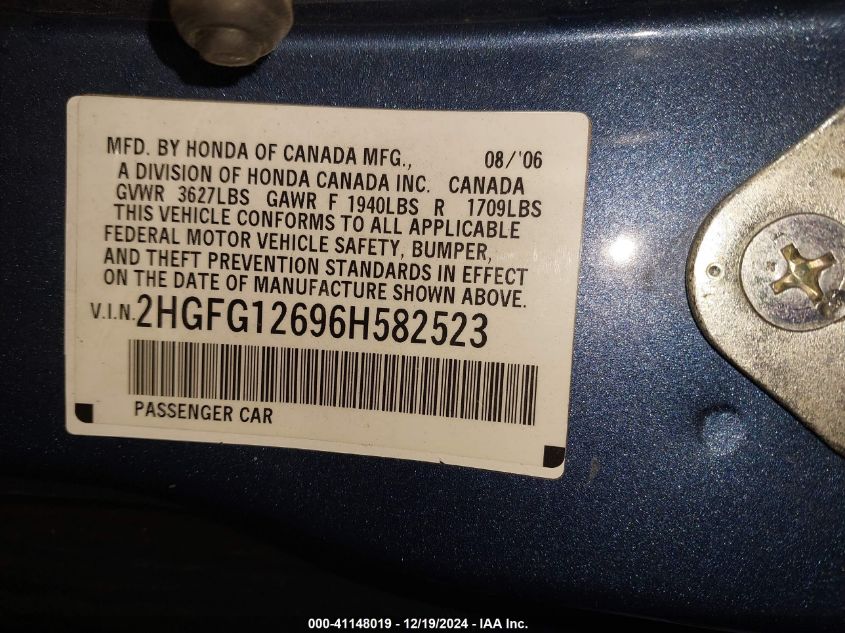 MFD. BY HONDA OF CANADA MFG., 08/'06
A DIVISION OF HONDA CANADA INC. CANADA
GVWR 3627LBS GAWR F 1940LBS R 1709LBS
THIS VEHICLE CONFORMS TO ALL APPLICABLE
FEDERAL MOTOR VEHICLE SAFETY, BUMPER,
AND THEFT PREVENTION STANDARDS IN EFFECT
ON THE DATE OF MANUFACTURE SHOWN ABOVE.
V.I.N. 2HGFG12696H582523
PASSENGER CAR
000-41148019 - 12/19/2024 - IAA Inc.